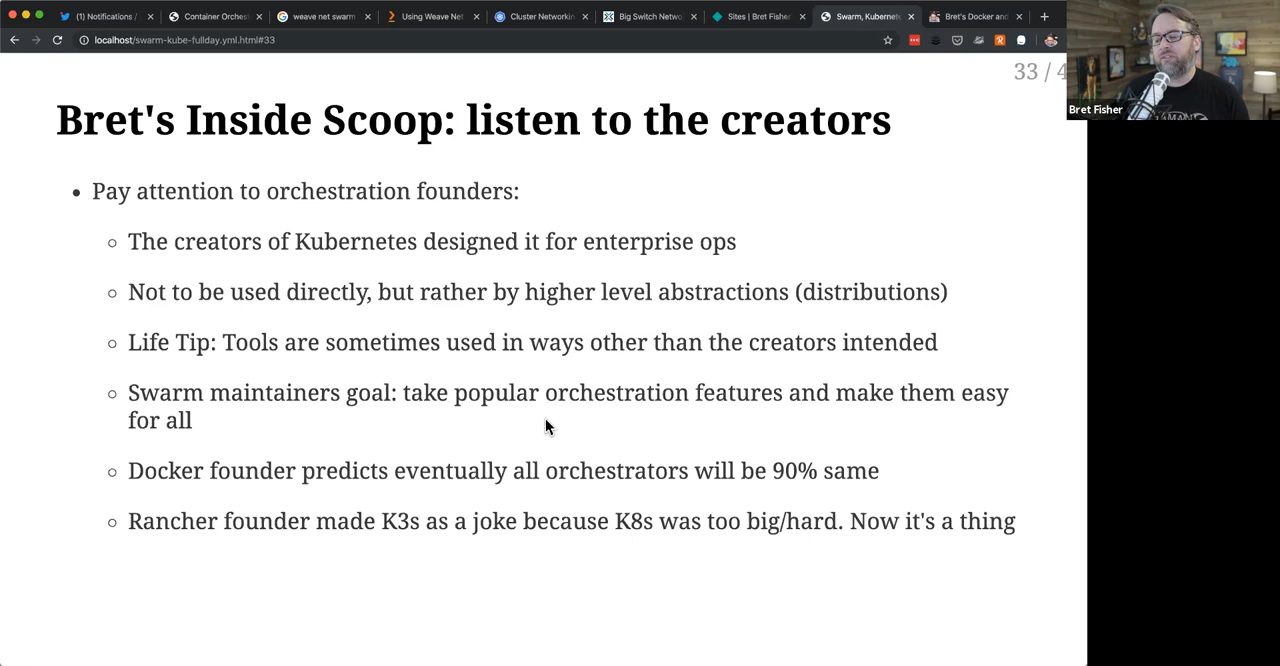 (1) Notifications /
Container Orches
weave net swarm
Using Weave Net
Cluster Networkin
Big Switch Netwo
Sites | Bret Fisher
Swarm, Kubernete
Bret's Docker and
localhost/swarm-kube-fullday.yml.html#33
33 / 4
Bret Fisher
Bret's Inside Scoop: listen to the creators
Pay attention to orchestration founders:
The creators of Kubernetes designed it for enterprise ops
Not to be used directly, but rather by higher level abstractions (distributions)
Life Tip: Tools are sometimes used in ways other than the creators intended
Swarm maintainers goal: take popular orchestration features and make them easy
for all
Docker founder predicts eventually all orchestrators will be 90% same
Rancher founder made K3s as a joke because K8s was too big/hard. Now it's a thing